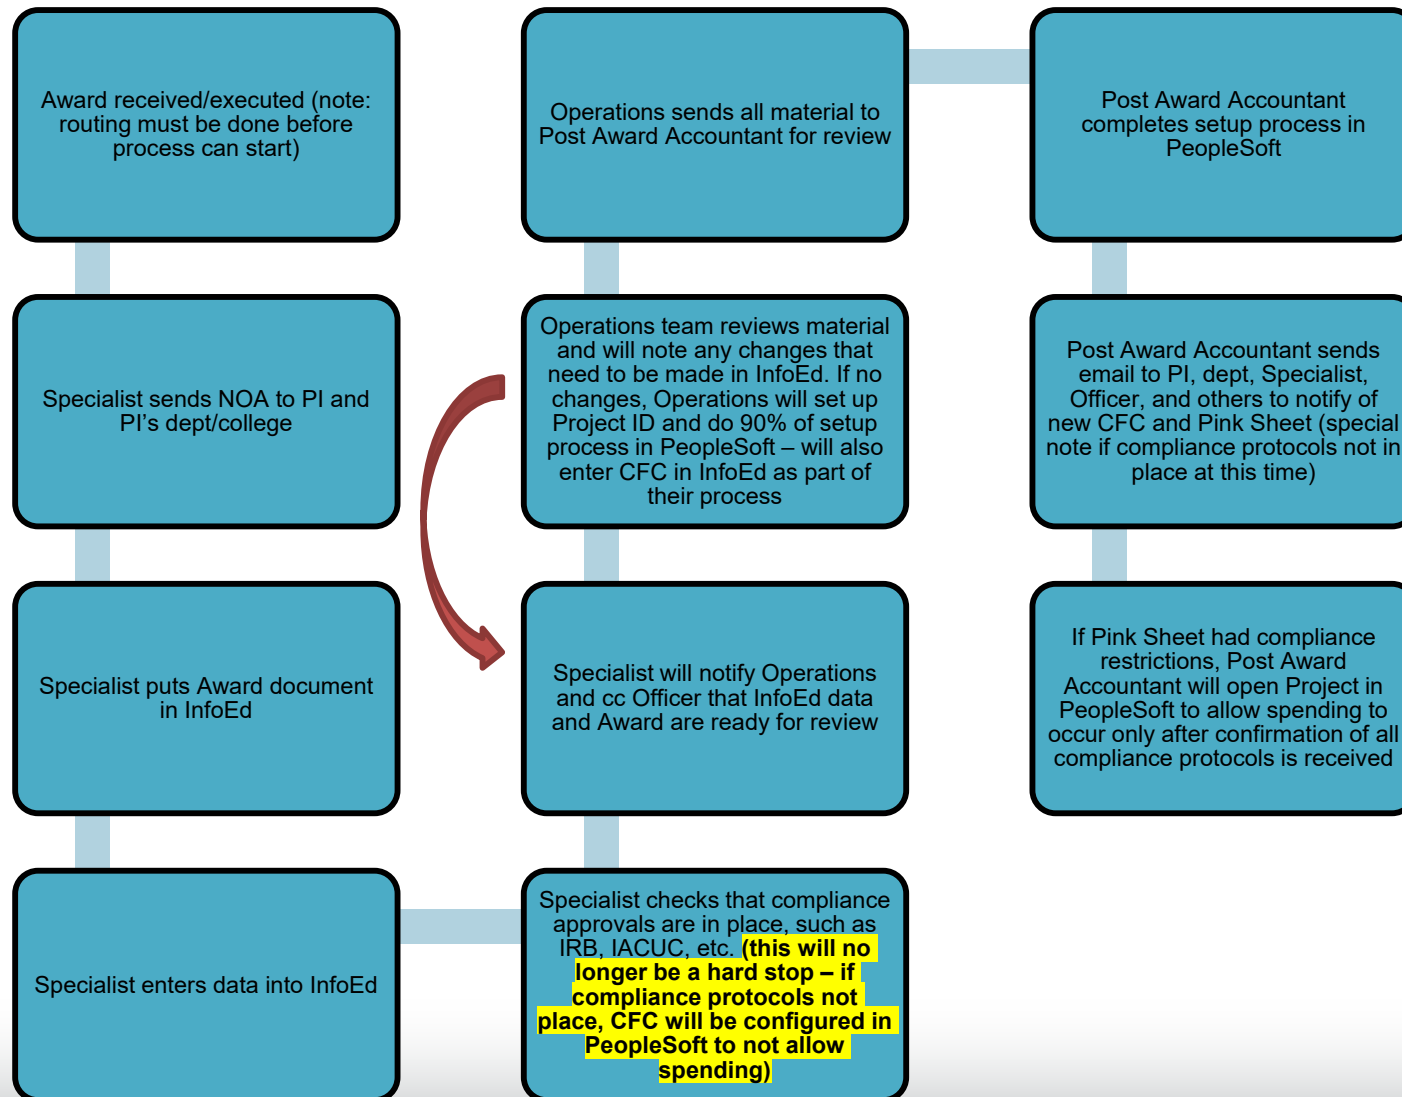 Award received/executed (note:
routing must be done before
process can start)
Specialist sends NOA to PI and
PI’s dept/college
Specialist puts Award document
in InfoEd
Specialist enters data into InfoEd
Specialist checks that compliance
approvals are in place, such as
IRB, IACUC, etc. (this will no
longer be a hard stop – if
compliance protocols not
place, CFC will be configured in
PeopleSoft to not allow
spending)
Specialist will notify Operations
and cc Officer that InfoEd data
and Award are ready for review
Operations team reviews material
and will note any changes that
need to be made in InfoEd. If no
changes, Operations will set up
Project ID and do 90% of setup
process in PeopleSoft – will also
enter CFC in InfoEd as part of
their process
Operations sends all material to
Post Award Accountant for review
Post Award Accountant
completes setup process in
PeopleSoft
Post Award Accountant sends
email to PI, dept, Specialist,
Officer, and others to notify of
new CFC and Pink Sheet (special
note if compliance protocols not in
place at this time)
If Pink Sheet had compliance
restrictions, Post Award
Accountant will open Project in
PeopleSoft to allow spending to
occur only after confirmation of all
compliance protocols is received